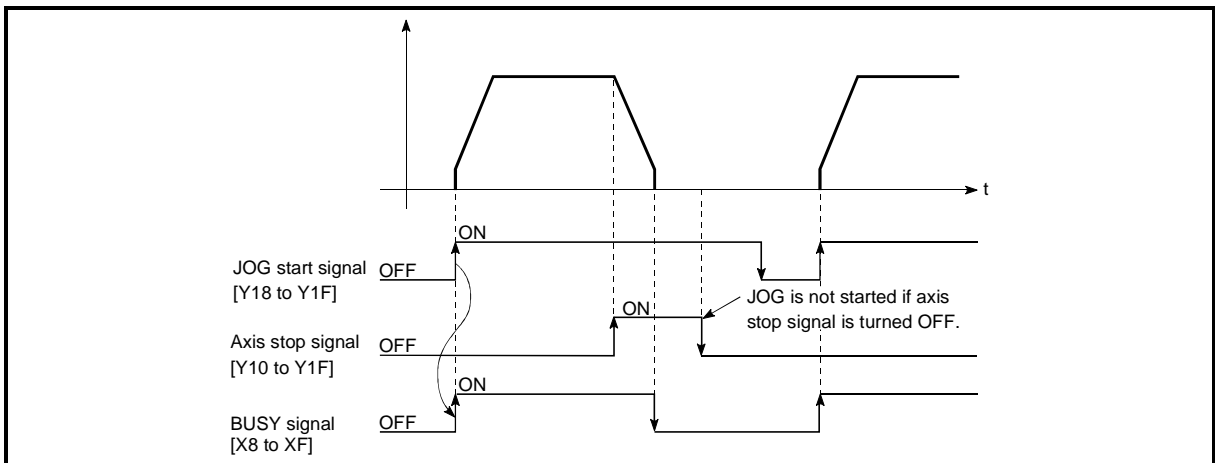 t
ON
JOG start signal
[Y18 to Y1F]
OFF
JOG is not started if axis
stop signal is turned OFF.
ON
Axis stop signal
[Y10 to Y1F]
OFF
ON
BUSY signal
[X8 to XF]
OFF